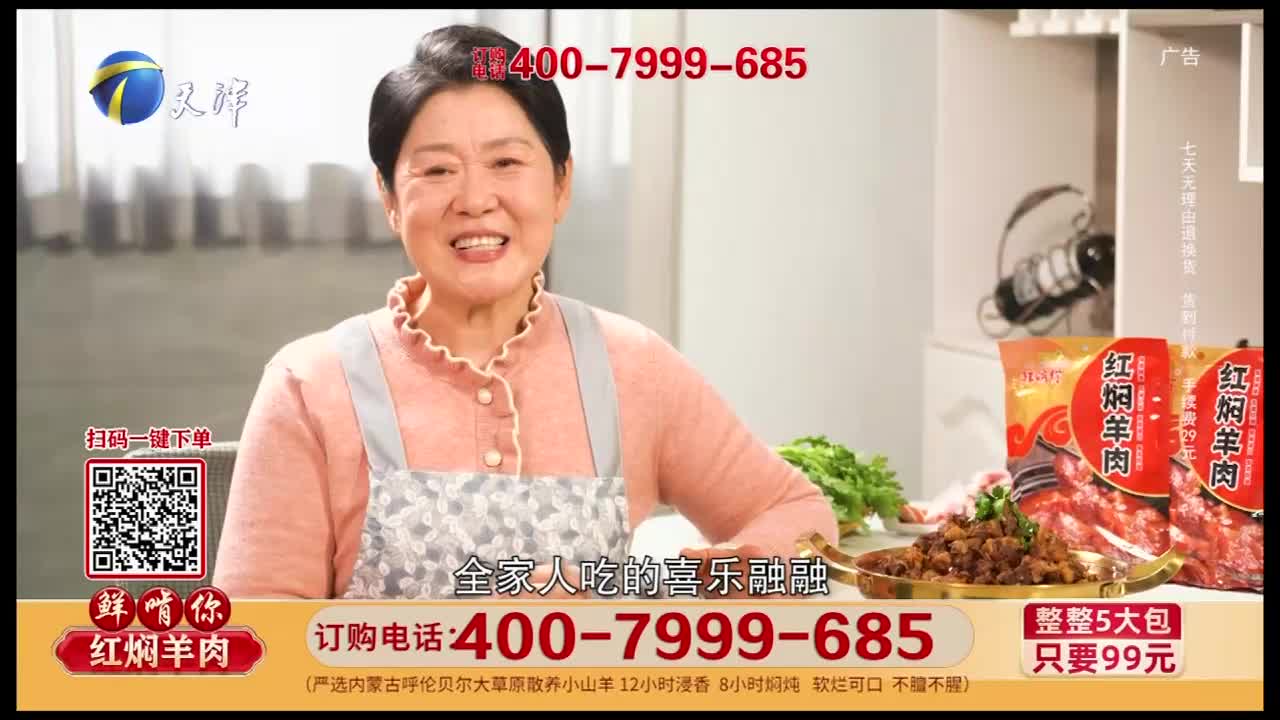 天津
订购电话
400-7999-685
广告
七天无理由退换货 货到付款 手续费29元
红焖羊肉
红焖羊肉
扫码一键下单
全家人吃的喜乐融融
鲜啃你
红焖羊肉
订购电话:400-7999-685
整整5大包
只要99元
（严选内蒙古呼伦贝尔大草原散养小山羊 12小时浸香 8小时焖炖 软烂可口 不膻不腥）